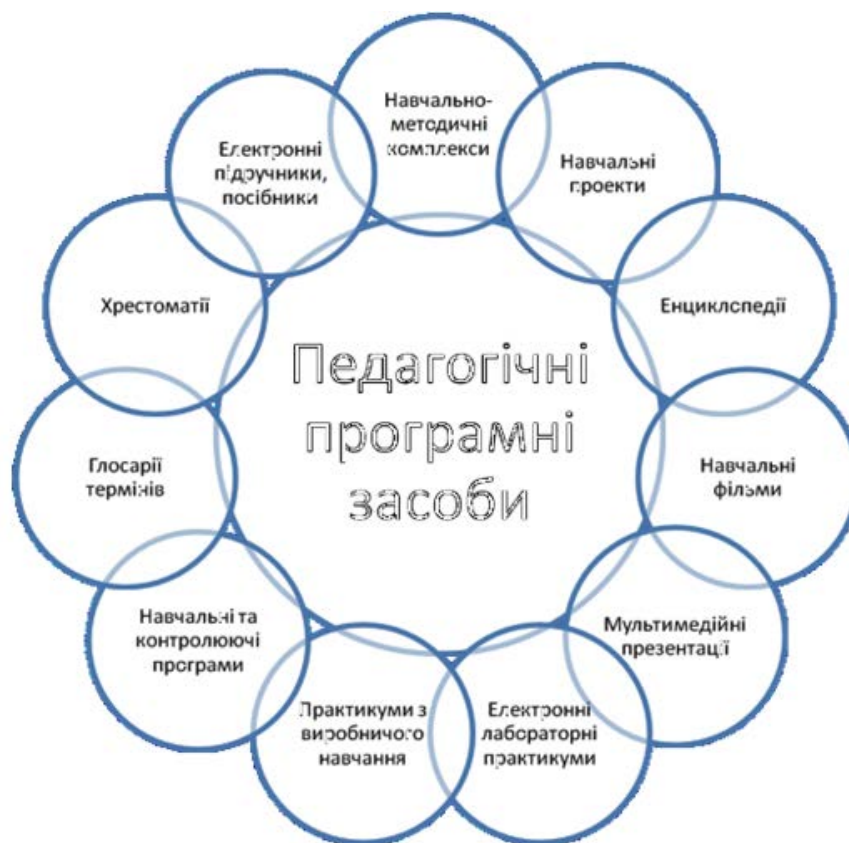 Навчально-
методичні
комплекси
Навчальні
проекти
Енциклопедії
Навчальні
фільми
Мультимедійні
презентації
Електронні
лабораторні
практикуми
Практикуми з
виробничого
навчання
Навчальні та
контролюючі
програми
Глосарії
термінів
Хрестоматії
Електронні
підручники,
посібники
Педагогічні
програмні
засоби